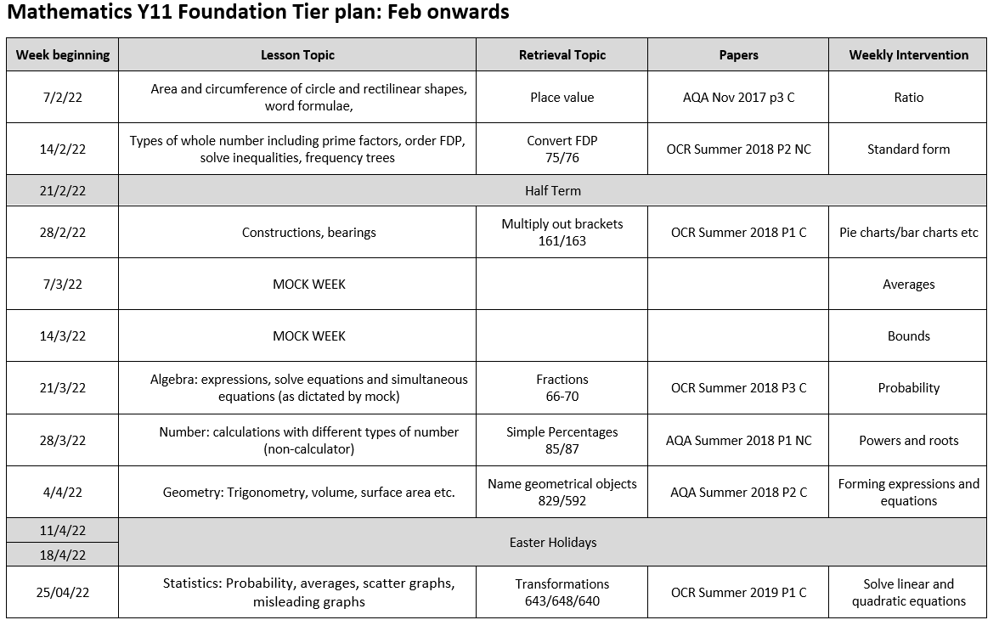 Mathematics Y11 Foundation Tier plan: Feb onwards
Week beginning Lesson Topic Retrieval Topic Papers Weekly Intervention
7/2/22 Area and circumference of circle and rectilinear shapes, word formulae, Place value AQA Nov 2017 p3 C Ratio
14/2/22 Types of whole number including prime factors, order FDP, solve inequalities, frequency trees Convert FDP 75/76 OCR Summer 2018 P2 NC Standard form
21/2/22 Half Term
28/2/22 Constructions, bearings Multiply out brackets 161/163 OCR Summer 2018 P1 C Pie charts/bar charts etc
7/3/22 MOCK WEEK Averages
14/3/22 MOCK WEEK Bounds
21/3/22 Algebra: expressions, solve equations and simultaneous equations (as dictated by mock) Fractions 66-70 OCR Summer 2018 P3 C Probability
28/3/22 Number: calculations with different types of number (non-calculator) Simple Percentages 85/87 AQA Summer 2018 P1 NC Powers and roots
4/4/22 Geometry: Trigonometry, volume, surface area etc. Name geometrical objects 829/592 AQA Summer 2018 P2 C Forming expressions and equations
11/4/22
18/4/22 Easter Holidays
25/04/22 Statistics: Probability, averages, scatter graphs, misleading graphs Transformations 643/648/640 OCR Summer 2019 P1 C Solve linear and quadratic equations